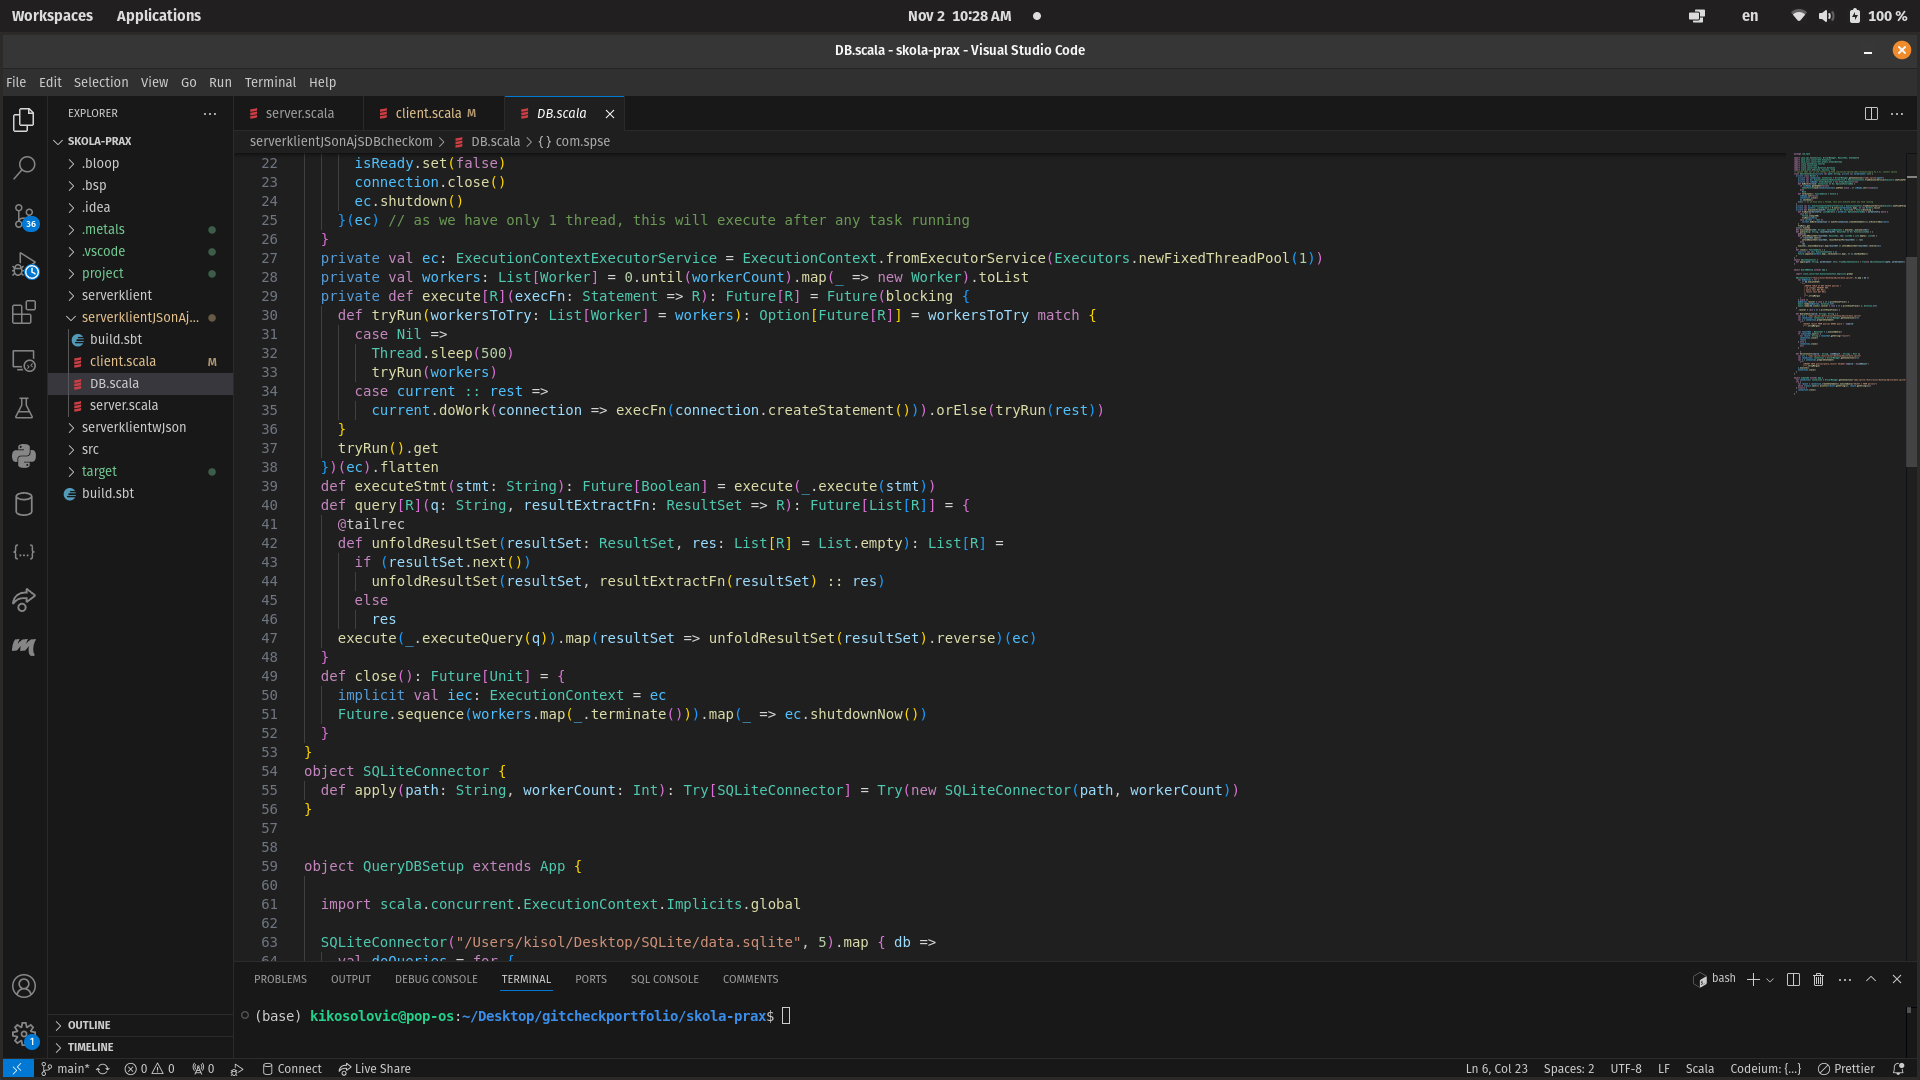 Workspaces Applications Nov 2 10:28 AM en 100 %
DB.scala - skola-prax - Visual Studio Code
File Edit Selection View Go Run Terminal Help
EXPLORER
SKOLA-PRAX
.bloop
.bsp
.idea
.metals
.vscode
project
serverklient
serverklientJSonAj...
build.sbt
client.scala M
DB.scala
server.scala
serverklientwJson
src
target
build.sbt
OUTLINE
TIMELINE
36
1
server.scala client.scala M DB.scala
serverklientJSonAjSDBcheckom > DB.scala > {} com.spse
22 isReady.set(false)
23 connection.close()
24 ec.shutdown()
25 }(ec) // as we have only 1 thread, this will execute after any task running
26 }
27 private val ec: ExecutionContextExecutorService = ExecutionContext.fromExecutorService(Executors.newFixedThreadPool(1))
28 private val workers: List[Worker] = 0.until(workerCount).map(_ => new Worker).toList
29 private def execute[R](execFn: Statement => R): Future[R] = Future(blocking {
30 def tryRun(workersToTry: List[Worker] = workers): Option[Future[R]] = workersToTry match {
31 case Nil =>
32 Thread.sleep(500)
33 tryRun(workers)
34 case current :: rest =>
35 current.doWork(connection => execFn(connection.createStatement())).orElse(tryRun(rest))
36 }
37 tryRun().get
38 })(ec).flatten
39 def executeStmt(stmt: String): Future[Boolean] = execute(_.execute(stmt))
40 def query[R](q: String, resultExtractFn: ResultSet => R): Future[List[R]] = {
41 @tailrec
42 def unfoldResultSet(resultSet: ResultSet, res: List[R] = List.empty): List[R] =
43 if (resultSet.next())
44 unfoldResultSet(resultSet, resultExtractFn(resultSet) :: res)
45 else
46 res
47 execute(_.executeQuery(q)).map(resultSet => unfoldResultSet(resultSet).reverse)(ec)
48 }
49 def close(): Future[Unit] = {
50 implicit val iec: ExecutionContext = ec
51 Future.sequence(workers.map(_.terminate())).map(_ => ec.shutdownNow())
52 }
53 }
54 object SQLiteConnector {
55 def apply(path: String, workerCount: Int): Try[SQLiteConnector] = Try(new SQLiteConnector(path, workerCount))
56 }
57
58
59 object QueryDBSetup extends App {
60
61 import scala.concurrent.ExecutionContext.Implicits.global
62
63 SQLiteConnector("/Users/kisol/Desktop/SQLite/data.sqlite", 5).map { db =>
64 val doQueries = for {
PROBLEMS OUTPUT DEBUG CONSOLE TERMINAL PORTS SQL CONSOLE COMMENTS bash
(base) kikosolovic@pop-os:~/Desktop/gitcheckportfolio/skola-prax$
main* 0 0 0 Connect Live Share Ln 6, Col 23 Spaces: 2 UTF-8 LF Scala Codeium: {...} Prettier